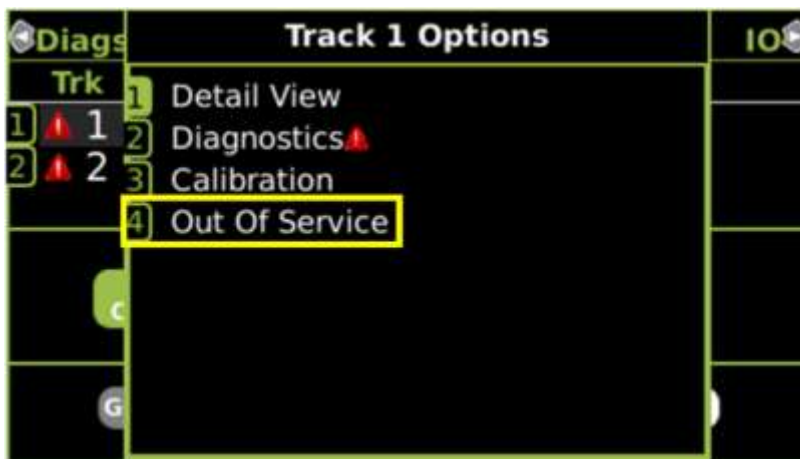 Diags Track 1 Options IO
Trk
1 Detail View
1 1
2 Diagnostics
2 2
3 Calibration
4 Out Of Service
G